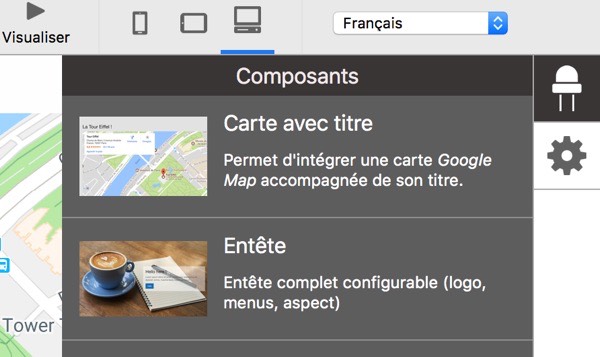 Visualiser
Français
Composants
La Tour Eiffel !
Carte avec titre
Permet d'intégrer une carte Google
Map accompagnée de son titre.
Entête
Entête complet configurable (logo,
menus, aspect)
Tower